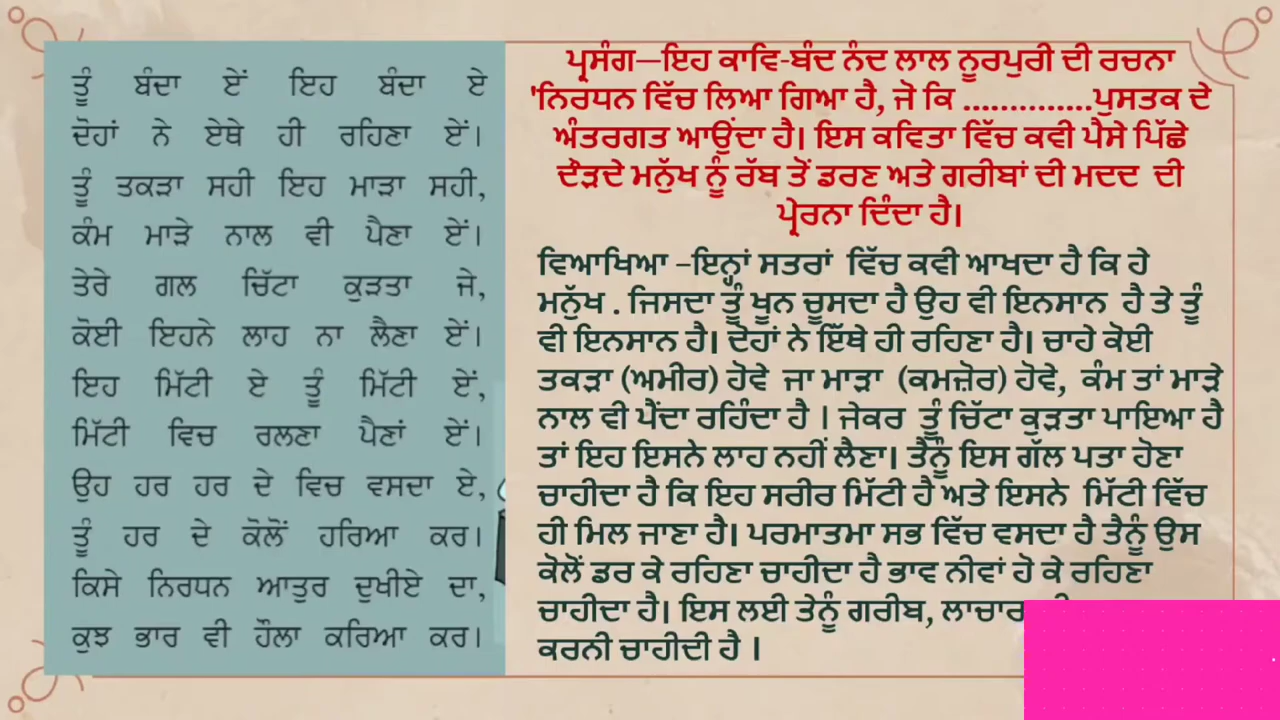 ਤੂੰ ਬੰਦਾ ਏਂ ਇਹ ਬੰਦਾ ਏ
ਦੋਹਾਂ ਨੇ ਏਥੇ ਹੀ ਰਹਿਣਾ ਏਂ।
ਤੂੰ ਤਕੜਾ ਸਹੀ ਇਹ ਮਾੜਾ ਸਹੀ,
ਕੰਮ ਮਾੜੇ ਨਾਲ ਵੀ ਪੈਣਾ ਏਂ।
ਤੇਰੇ ਗਲ ਚਿੱਟਾ ਕੁੜਤਾ ਜੇ,
ਕੋਈ ਇਹਨੇ ਲਾਹ ਨਾ ਲੈਣਾ ਏਂ।
ਇਹ ਮਿੱਟੀ ਏ ਤੂੰ ਮਿੱਟੀ ਏਂ,
ਮਿੱਟੀ ਵਿਚ ਰਲਣਾ ਪੈਣਾਂ ਏਂ।
ਉਹ ਹਰ ਹਰ ਦੇ ਵਿਚ ਵਸਦਾ ਏ,
ਤੂੰ ਹਰ ਦੇ ਕੋਲੋਂ ਹਰਿਆ ਕਰ।
ਕਿਸੇ ਨਿਰਧਨ ਆਤੁਰ ਦੁਖੀਏ ਦਾ,
ਕੁਝ ਭਾਰ ਵੀ ਹੌਲਾ ਕਰਿਆ ਕਰ।
ਪ੍ਰਸੰਗ—ਇਹ ਕਾਵਿ-ਬੰਦ ਨੰਦ ਲਾਲ ਨੂਰਪੁਰੀ ਦੀ ਰਚਨਾ
'ਨਿਰਧਨ ਵਿੱਚ ਲਿਆ ਗਿਆ ਹੈ, ਜੋ ਕਿ ..............ਪੁਸਤਕ ਦੇ
ਅੰਤਰਗਤ ਆਉਂਦਾ ਹੈ। ਇਸ ਕਵਿਤਾ ਵਿੱਚ ਕਵੀ ਪੈਸੇ ਪਿੱਛੇ
ਦੌੜਦੇ ਮਨੁੱਖ ਨੂੰ ਰੱਬ ਤੋਂ ਡਰਣ ਅਤੇ ਗਰੀਬਾਂ ਦੀ ਮਦਦ ਦੀ
ਪ੍ਰੇਰਨਾ ਦਿੰਦਾ ਹੈ।
ਵਿਆਖਿਆ –ਇਨ੍ਹਾਂ ਸਤਰਾਂ ਵਿੱਚ ਕਵੀ ਆਖਦਾ ਹੈ ਕਿ ਹੇ
ਮਨੁੱਖ . ਜਿਸਦਾ ਤੂੰ ਖੂਨ ਚੂਸਦਾ ਹੈ ਉਹ ਵੀ ਇਨਸਾਨ ਹੈ ਤੇ ਤੂੰ
ਵੀ ਇਨਸਾਨ ਹੈ। ਦੋਹਾਂ ਨੇ ਇੱਥੇ ਹੀ ਰਹਿਣਾ ਹੈ। ਚਾਹੇ ਕੋਈ
ਤਕੜਾ (ਅਮੀਰ) ਹੋਵੇ ਜਾ ਮਾੜਾ (ਕਮਜ਼ੋਰ) ਹੋਵੇ, ਕੰਮ ਤਾਂ ਮਾੜੇ
ਨਾਲ ਵੀ ਪੈਂਦਾ ਰਹਿੰਦਾ ਹੈ । ਜੇਕਰ ਤੂੰ ਚਿੱਟਾ ਕੁੜਤਾ ਪਾਇਆ ਹੈ
ਤਾਂ ਇਹ ਇਸਨੇ ਲਾਹ ਨਹੀਂ ਲੈਣਾ। ਤੈਨੂੰ ਇਸ ਗੱਲ ਪਤਾ ਹੋਣਾ
ਚਾਹੀਦਾ ਹੈ ਕਿ ਇਹ ਸਰੀਰ ਮਿੱਟੀ ਹੈ ਅਤੇ ਇਸਨੇ ਮਿੱਟੀ ਵਿੱਚ
ਹੀ ਮਿਲ ਜਾਣਾ ਹੈ। ਪਰਮਾਤਮਾ ਸਭ ਵਿੱਚ ਵਸਦਾ ਹੈ ਤੈਨੂੰ ਉਸ
ਕੋਲੋਂ ਡਰ ਕੇ ਰਹਿਣਾ ਚਾਹੀਦਾ ਹੈ ਭਾਵ ਨੀਵਾਂ ਹੋ ਕੇ ਰਹਿਣਾ
ਚਾਹੀਦਾ ਹੈ। ਇਸ ਲਈ ਤੇਨੂੰ ਗਰੀਬ, ਲਾਚਾਰ
ਕਰਨੀ ਚਾਹੀਦੀ ਹੈ ।